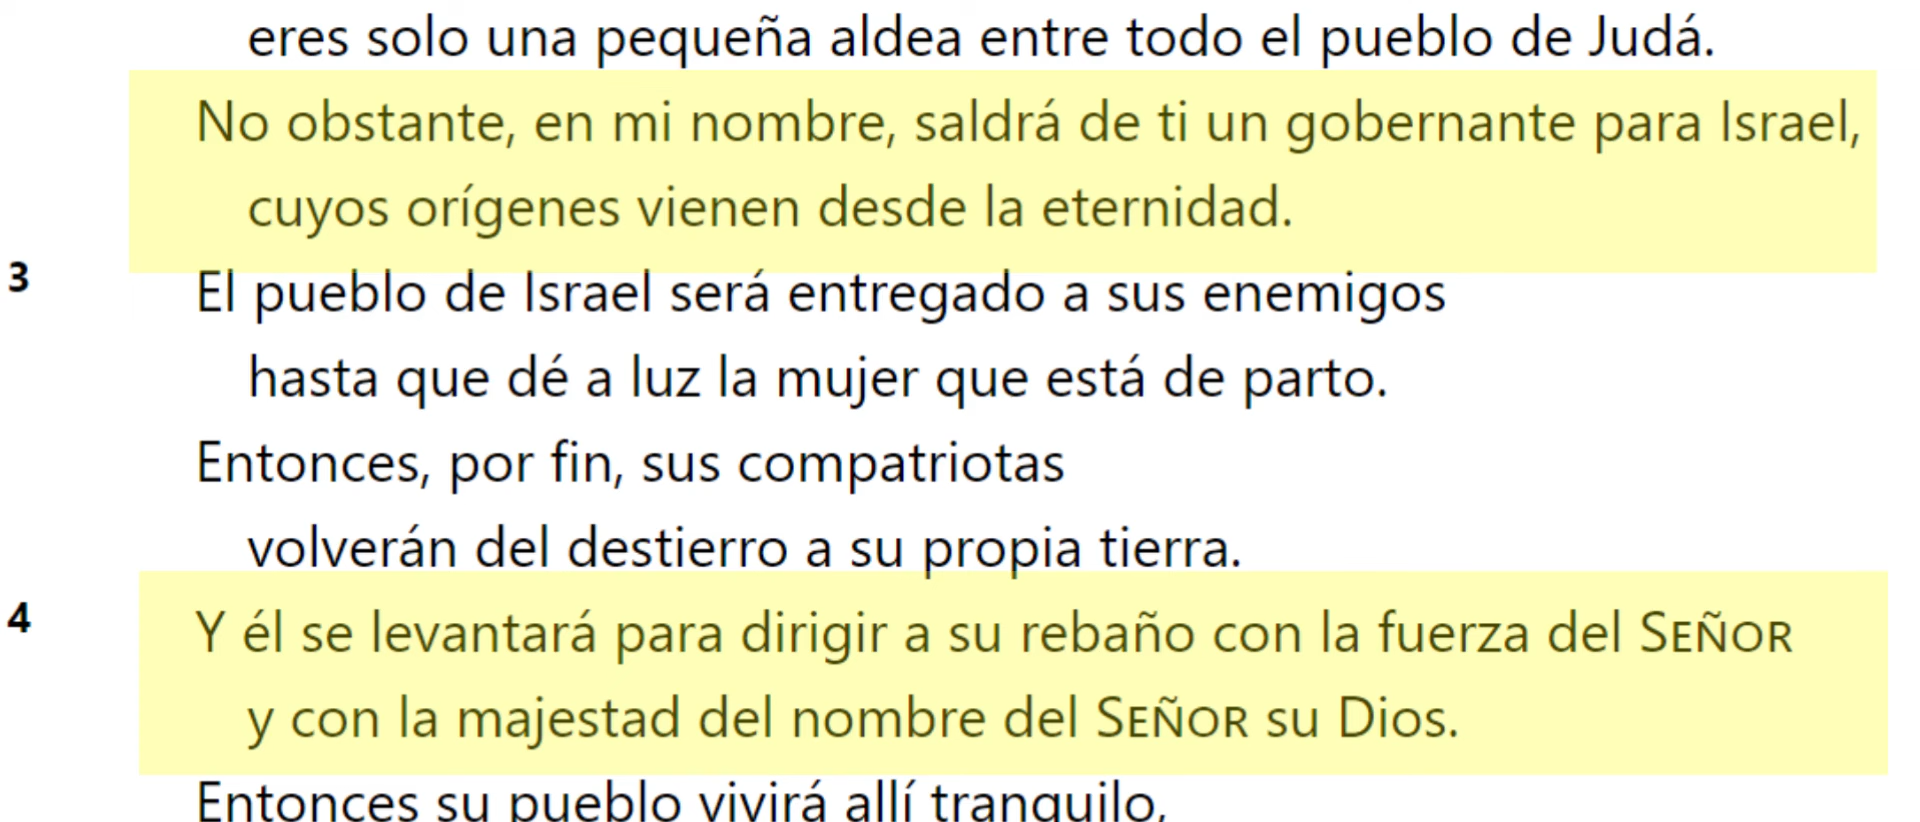 eres solo una pequeña aldea entre todo el pueblo de Judá.
No obstante, en mi nombre, saldrá de ti un gobernante para Israel,
cuyos orígenes vienen desde la eternidad.
3 El pueblo de Israel será entregado a sus enemigos
hasta que dé a luz la mujer que está de parto.
Entonces, por fin, sus compatriotas
volverán del destierro a su propia tierra.
4 Y él se levantará para dirigir a su rebaño con la fuerza del SEÑOR
y con la majestad del nombre del SEÑOR su Dios.
Entonces su pueblo vivirá allí tranquilo,